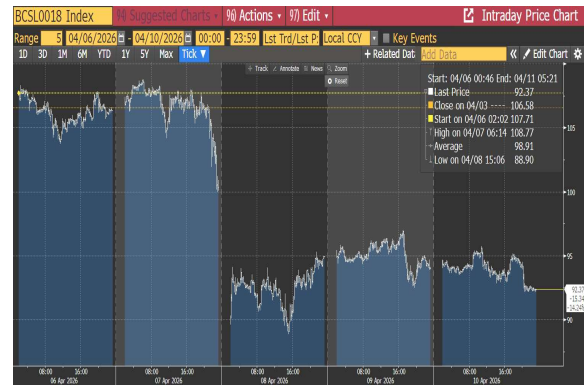 BCSL0018 Index 94) Suggested Charts 96) Actions 97) Edit Intraday Price Chart
Range 5 04/06/2026 - 04/10/2026 00:00 - 23:59 Lst Trd/Lst P: Local CCY Key Events
1D 3D 1M 6M YTD 1Y 5Y Max Tick ▼ + Related Dat Add Data « Edit Chart
+ Track Annotate News Zoom
Reset
Start: 04/06 00:46 End: 04/11 05:21
Last Price 92.37
Close on 04/03 ---- 106.58
Start on 04/06 02:02 107.71
High on 04/07 06:14 108.77
Average 98.91
Low on 04/08 15:06 88.90
105
100
95
92.37
-15.34
-14.24%
90
08:00 16:00 08:00 16:00 08:00 16:00 08:00 16:00 08:00 16:00
06 Apr 2026 07 Apr 2026 08 Apr 2026 09 Apr 2026 10 Apr 2026